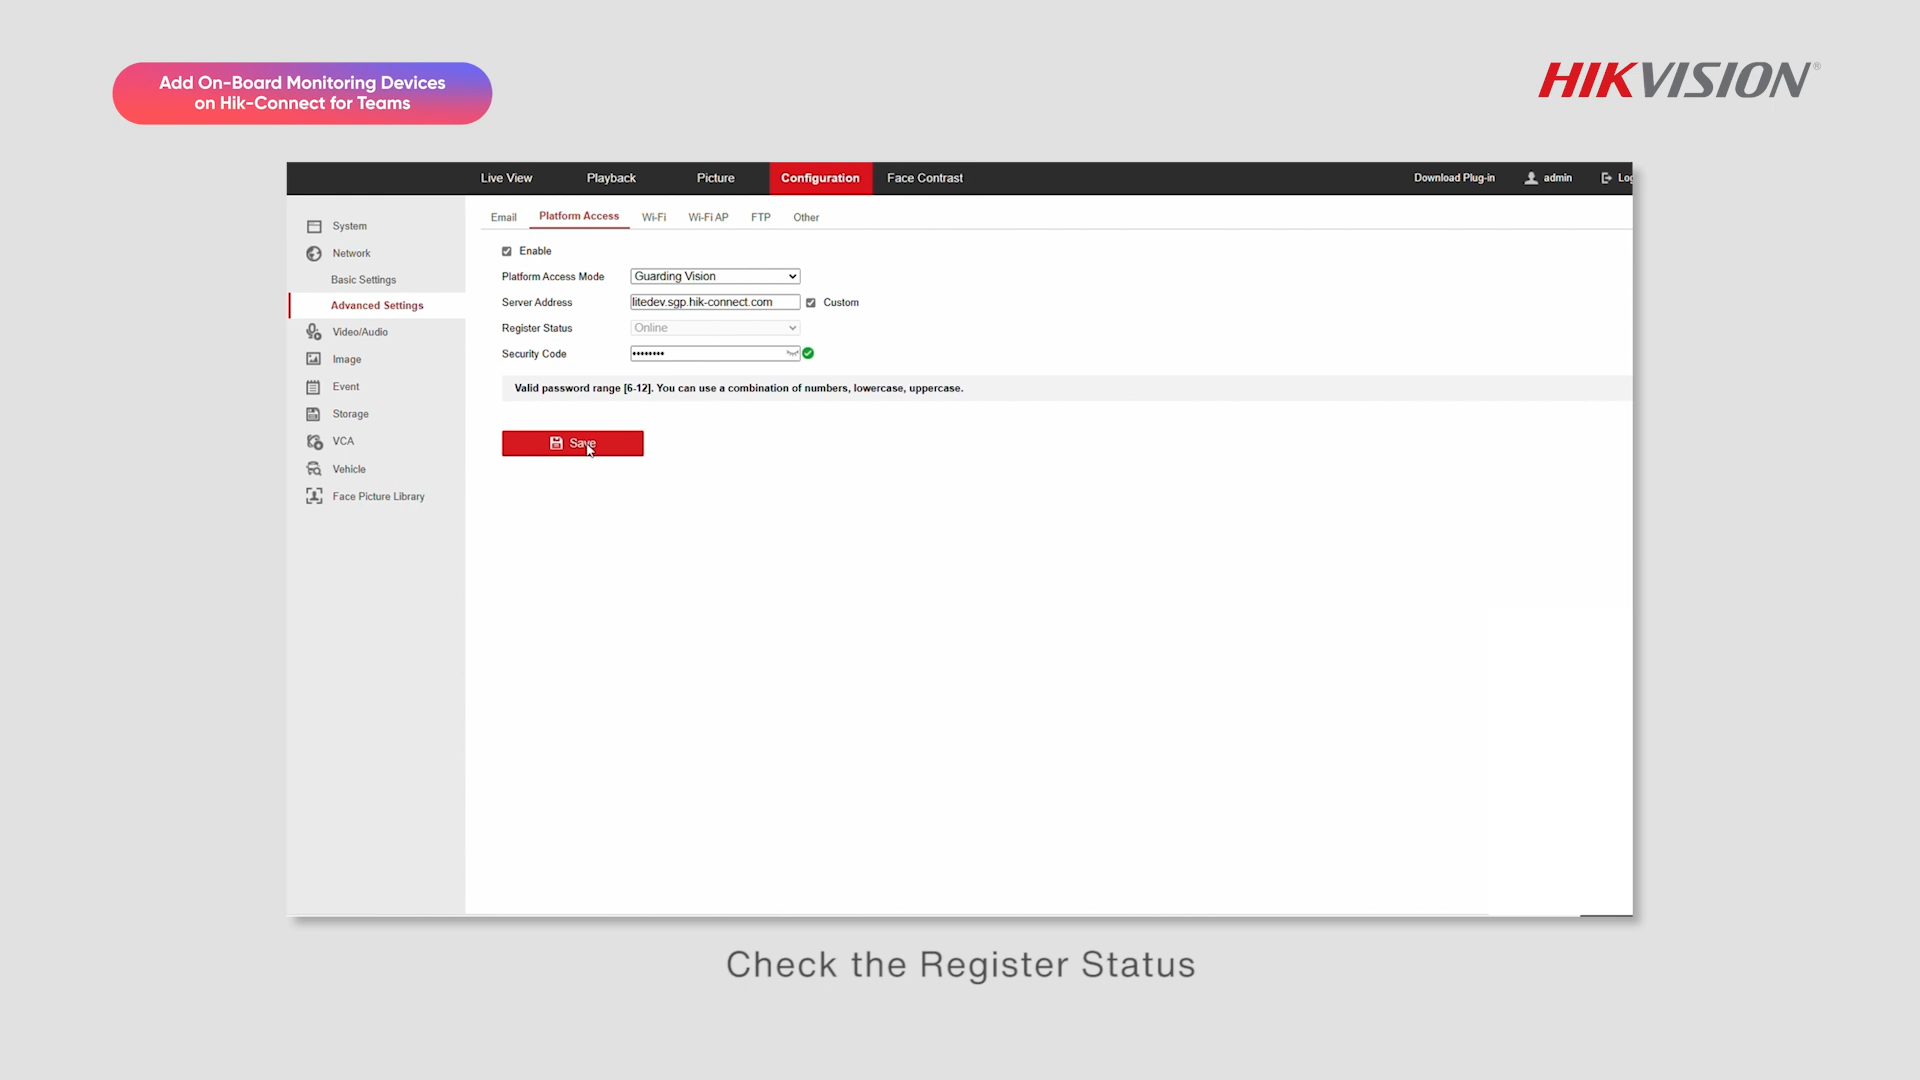 Add On-Board Monitoring Devices
on Hik-Connect for Teams
HIKVISION®
Live View Playback Picture Configuration Face Contrast Download Plug-in admin Log
Email Platform Access Wi-Fi Wi-Fi AP FTP Other
System
Network
Basic Settings
Advanced Settings
Video/Audio
Image
Event
Storage
VCA
Vehicle
Face Picture Library
Enable
Platform Access Mode Guarding Vision
Server Address litedev.sgp.hik-connect.com Custom
Register Status Online
Security Code ••••••••
Valid password range [6-12]. You can use a combination of numbers, lowercase, uppercase.
Save
Check the Register Status